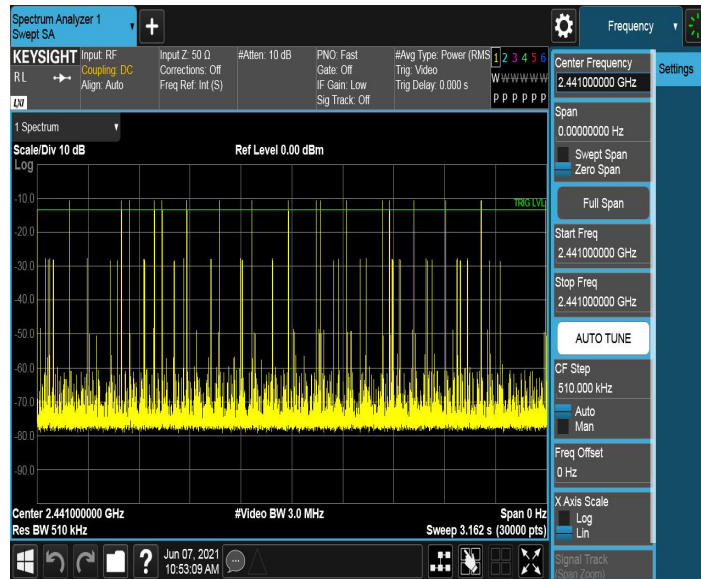 Spectrum Analyzer 1
Swept SA
+
Frequency
KEYSIGHT Input: RF Input Z: 50 Ω #Atten: 10 dB PNO: Fast #Avg Type: Power (RMS 1 2 3 4 5 6
RL Coupling: DC Corrections: Off Gate: Off Trig: Video W W W W W W
Align: Auto Freq Ref: Int (S) IF Gain: Low Trig Delay: 0.000 s
LXI Sig Track: Off P P P P P P
Center Frequency
2.441000000 GHz
Settings
Span
0.00000000 Hz
Swept Span
Zero Span
Full Span
Start Freq
2.441000000 GHz
Stop Freq
2.441000000 GHz
AUTO TUNE
CF Step
510.000 kHz
Auto
Man
Freq Offset
0 Hz
X Axis Scale
Log
Lin
Signal Track
(Span Zoom)
1 Spectrum
Scale/Div 10 dB Ref Level 0.00 dBm
Log
-10.0
TRIG LVL
-20.0
-30.0
-40.0
-50.0
-60.0
-70.0
-80.0
-90.0
Center 2.441000000 GHz #Video BW 3.0 MHz Span 0 Hz
Res BW 510 kHz Sweep 3.162 s (30000 pts)
? Jun 07, 2021
10:53:09 AM